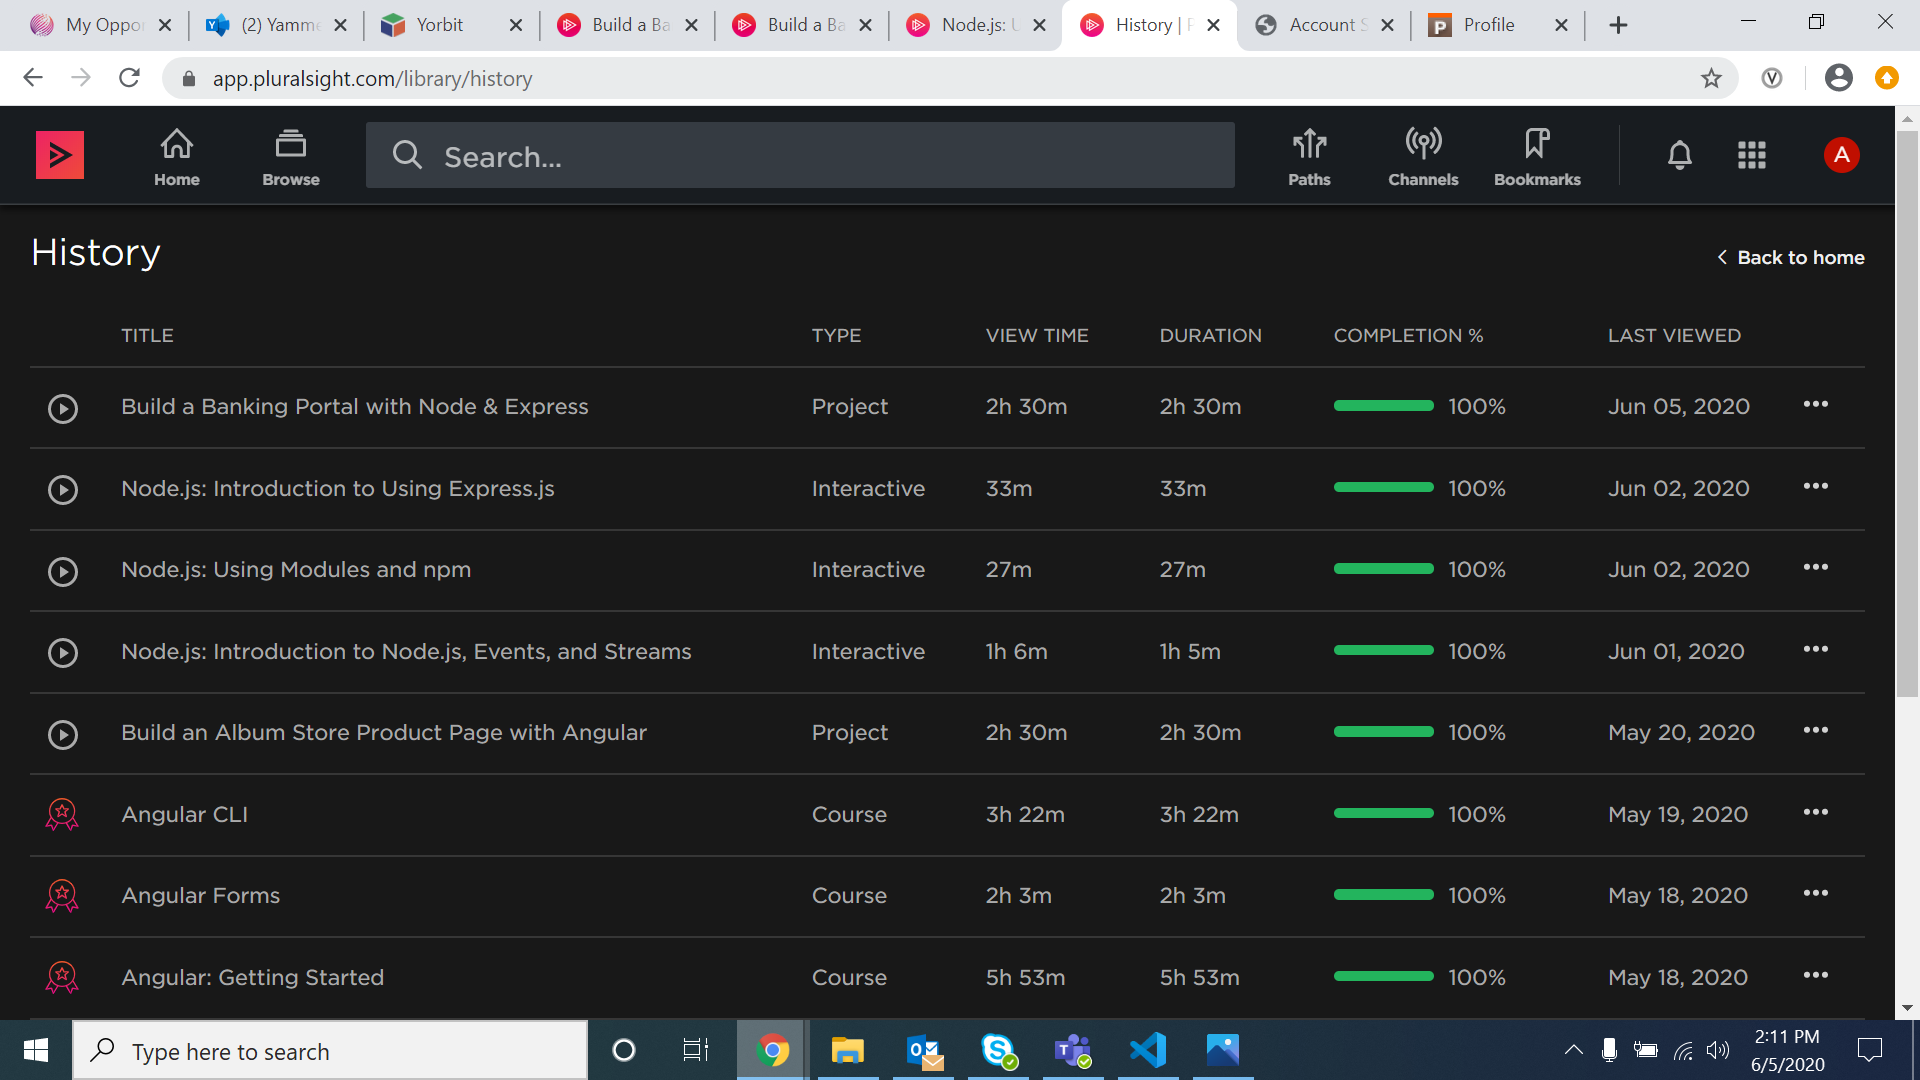 My Oppor
(2) Yamme
Yorbit
Build a Ba
Build a Ba
Node.js: U
History | P
Account S
Profile
app.pluralsight.com/library/history
Home
Browse
Search...
Paths
Channels
Bookmarks
A
History
Back to home
TITLE TYPE VIEW TIME DURATION COMPLETION % LAST VIEWED
Build a Banking Portal with Node & Express Project 2h 30m 2h 30m 100% Jun 05, 2020
Node.js: Introduction to Using Express.js Interactive 33m 33m 100% Jun 02, 2020
Node.js: Using Modules and npm Interactive 27m 27m 100% Jun 02, 2020
Node.js: Introduction to Node.js, Events, and Streams Interactive 1h 6m 1h 5m 100% Jun 01, 2020
Build an Album Store Product Page with Angular Project 2h 30m 2h 30m 100% May 20, 2020
Angular CLI Course 3h 22m 3h 22m 100% May 19, 2020
Angular Forms Course 2h 3m 2h 3m 100% May 18, 2020
Angular: Getting Started Course 5h 53m 5h 53m 100% May 18, 2020
Type here to search
2:11 PM
6/5/2020